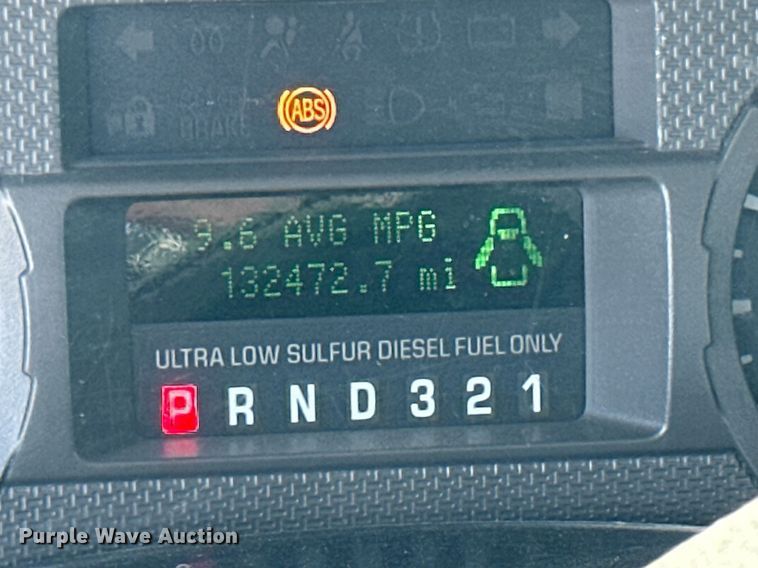 ABS
9.6 AVG MPG
132472.7 mi
ULTRA LOW SULFUR DIESEL FUEL ONLY
P R N D 3 2 1
Purple Wave Auction